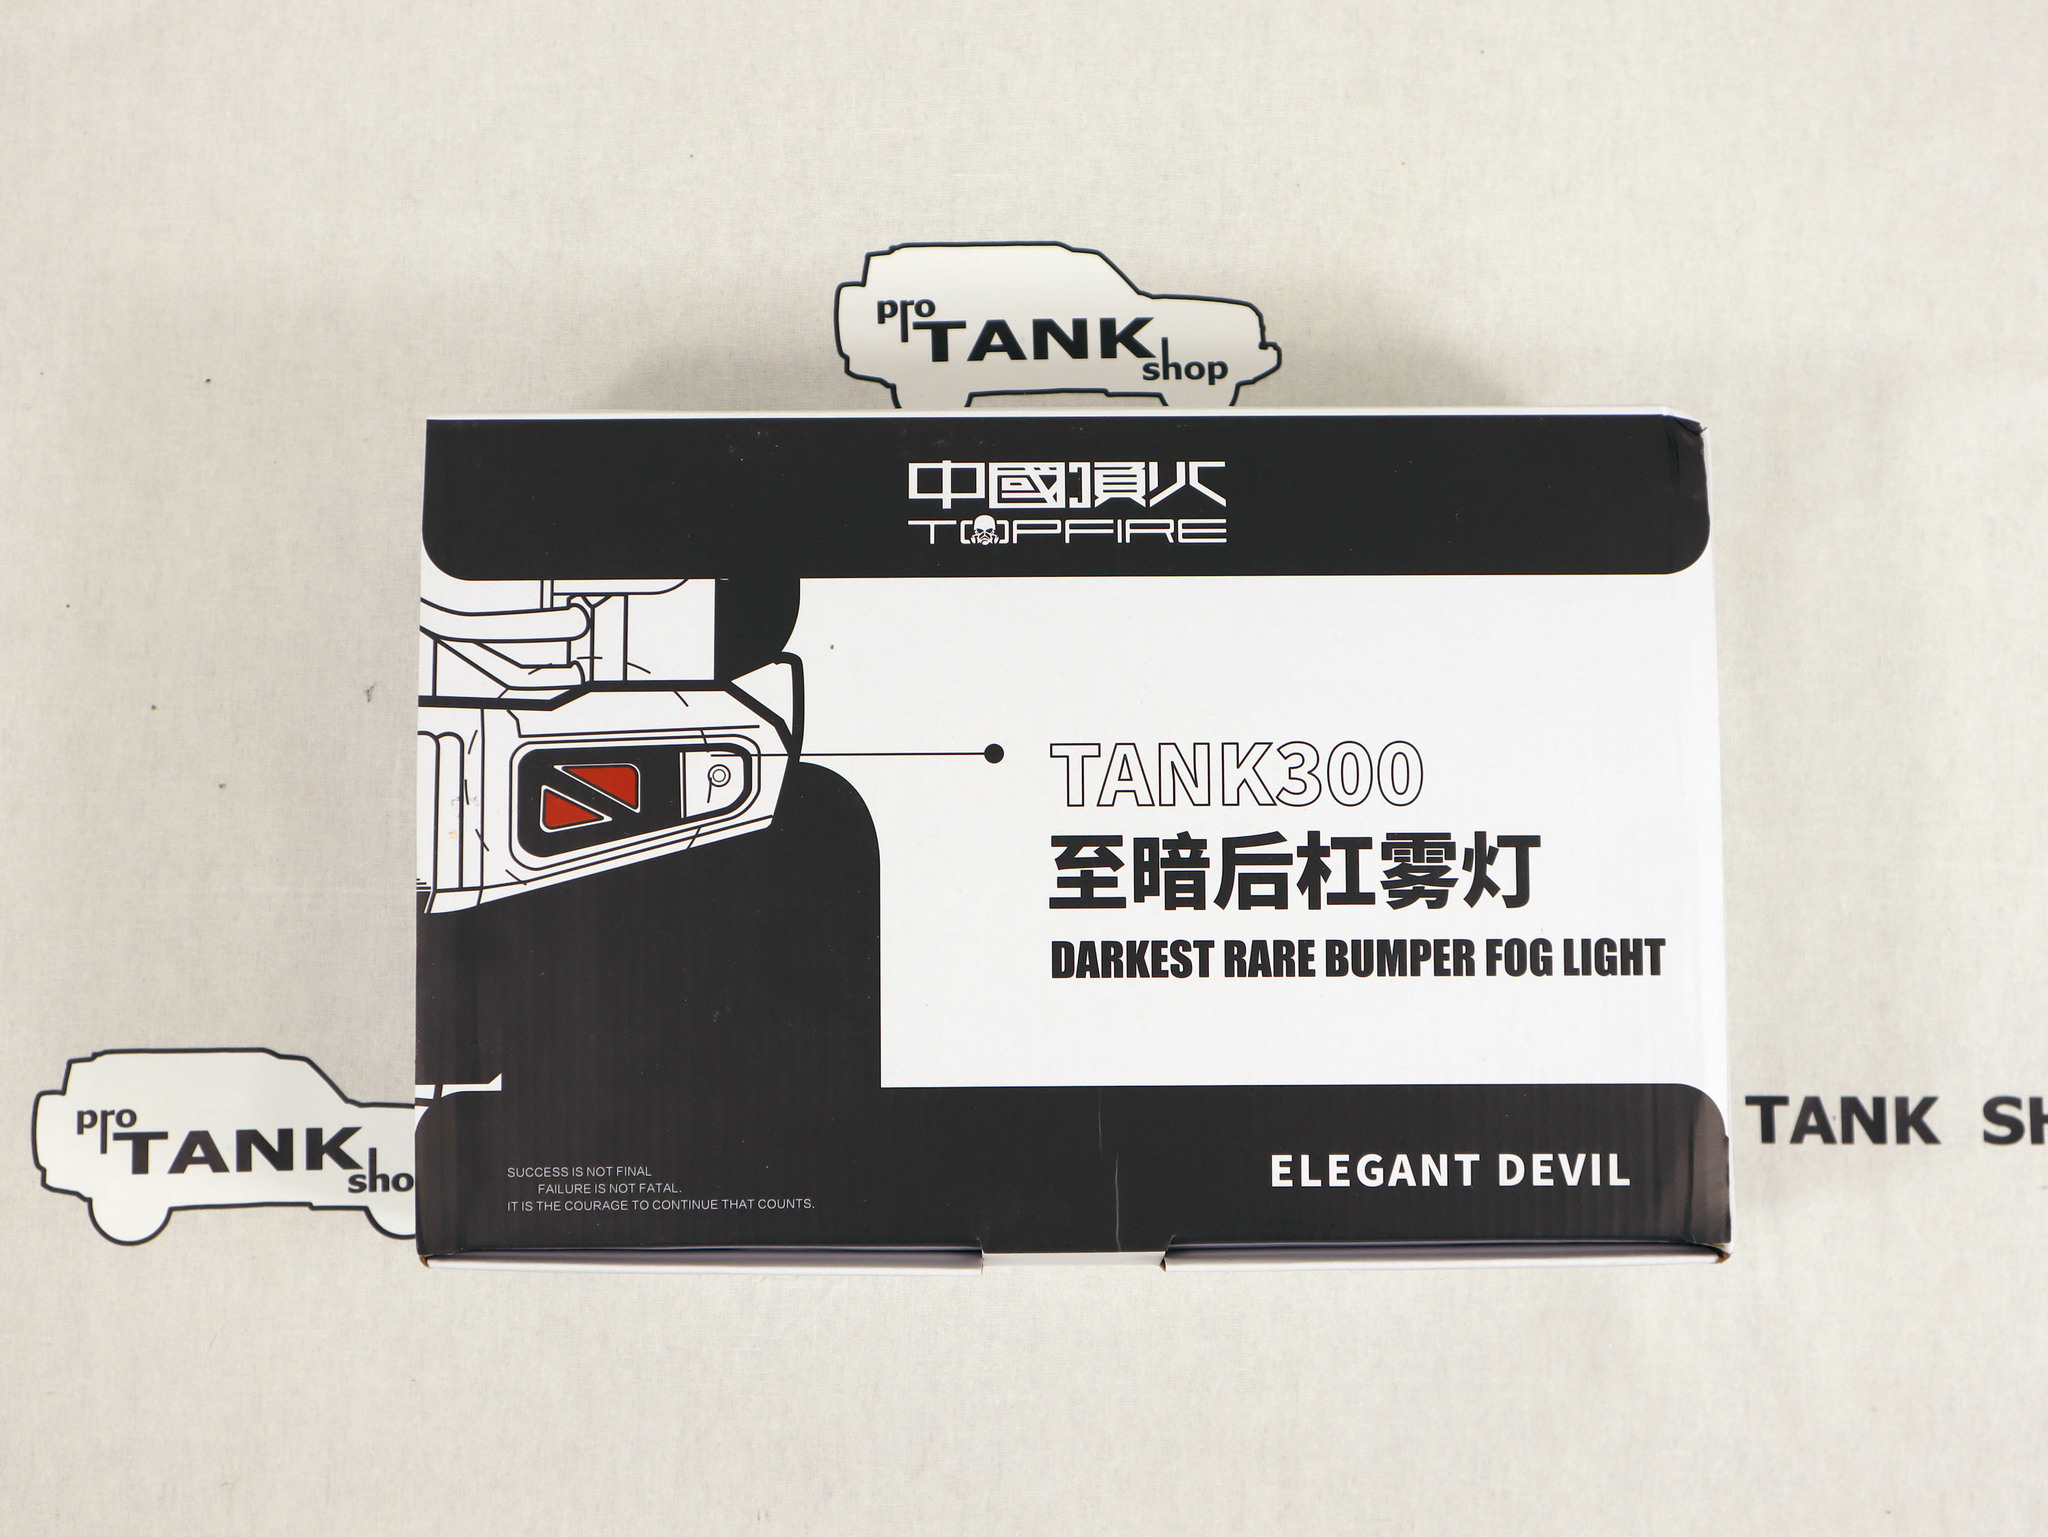 pro
TANK
shop
中國頂火
TOPFIRE
TANK300
至暗后杠雾灯
DARKEST RARE BUMPER FOG LIGHT
pro
TANK
sho
TANK SH
ELEGANT DEVIL
SUCCESS IS NOT FINAL
FAILURE IS NOT FATAL.
IT IS THE COURAGE TO CONTINUE THAT COUNTS.